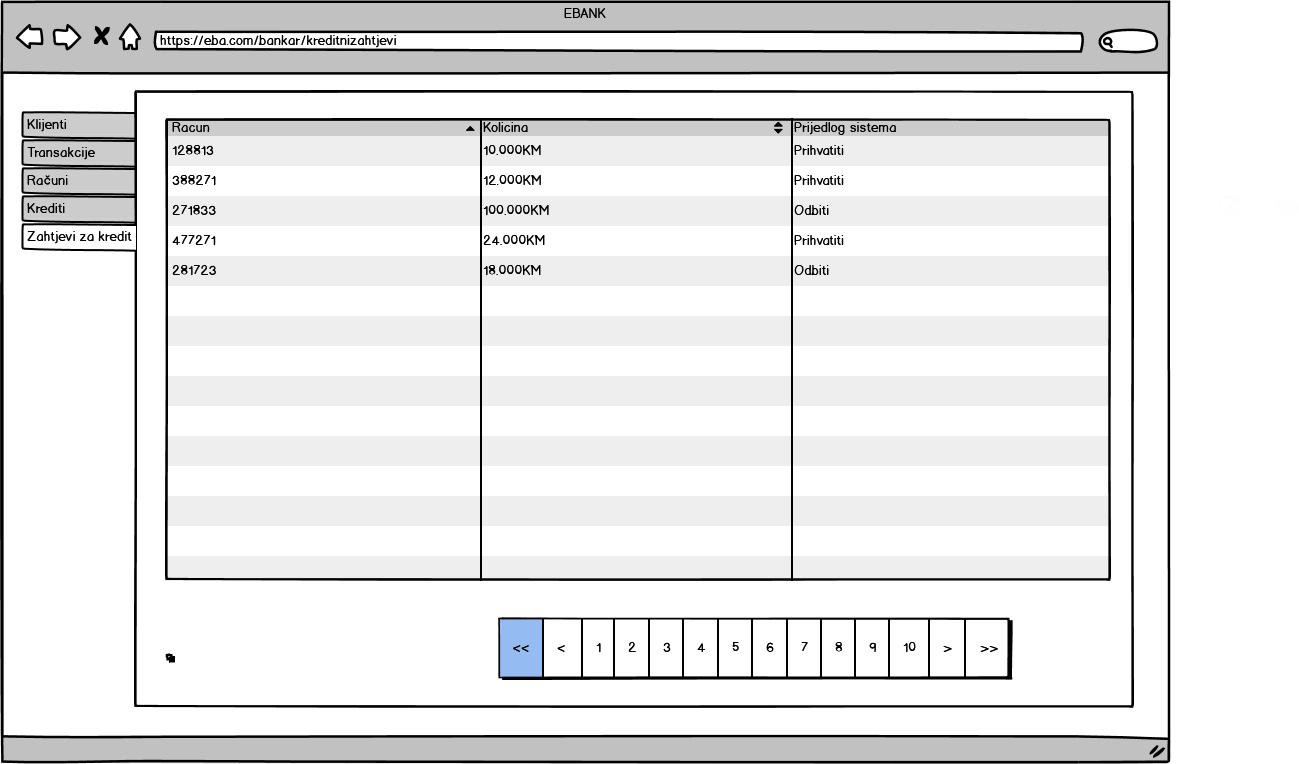 EBANK
https://eba.com/bankar/kreditnizahtjevi
Klijenti
Transakcije
Računi
Krediti
Zahtjevi za kredit
Racun Kolicina Prijedlog sistema
128813 10.000KM Prihvatiti
388271 12.000KM Prihvatiti
271833 100.000KM Odbiti
477271 24.000KM Prihvatiti
281723 18.000KM Odbiti
<< < 1 2 3 4 5 6 7 8 9 10 > >>